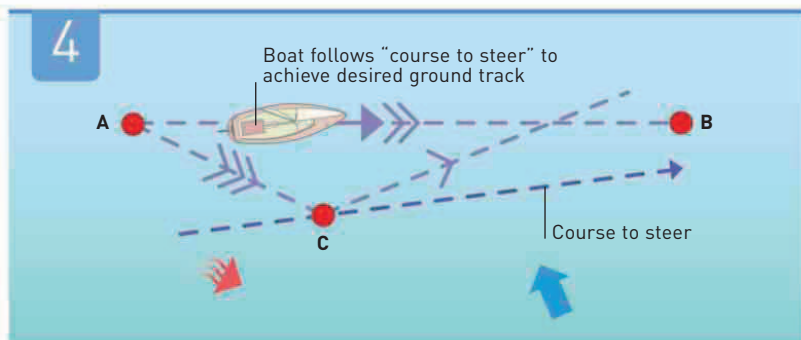 4
Boat follows “course to steer” to
achieve desired ground track
A
B
C
Course to steer